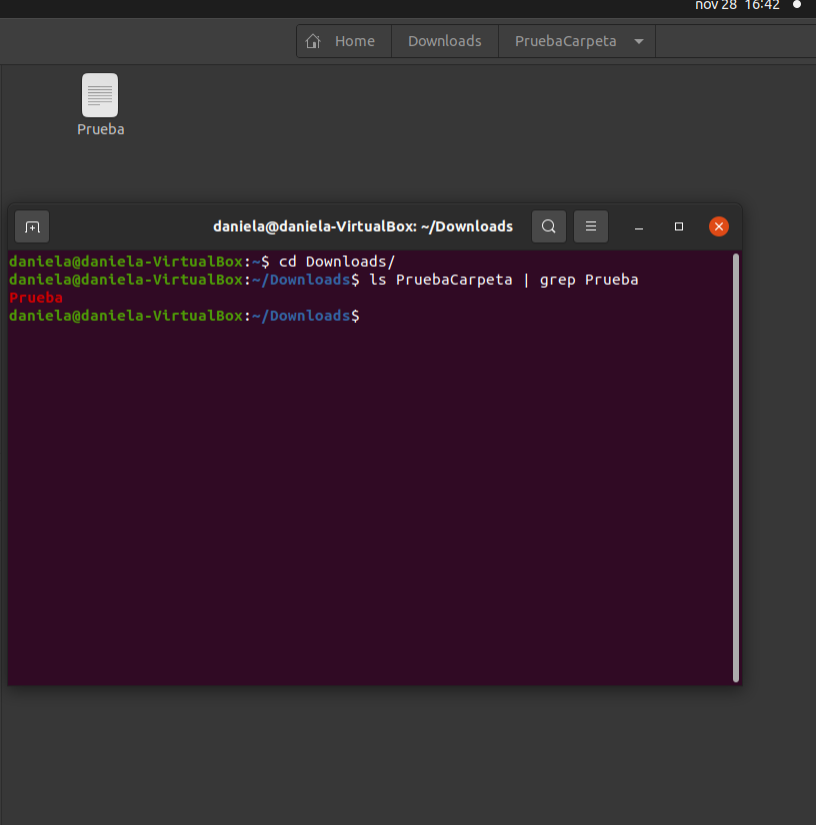 nov 28 16:42
Home Downloads PruebaCarpeta
Prueba
daniela@daniela-VirtualBox: ~/Downloads
daniela@daniela-VirtualBox:~$ cd Downloads/
daniela@daniela-VirtualBox:~/Downloads$ ls PruebaCarpeta | grep Prueba
Prueba
daniela@daniela-VirtualBox:~/Downloads$